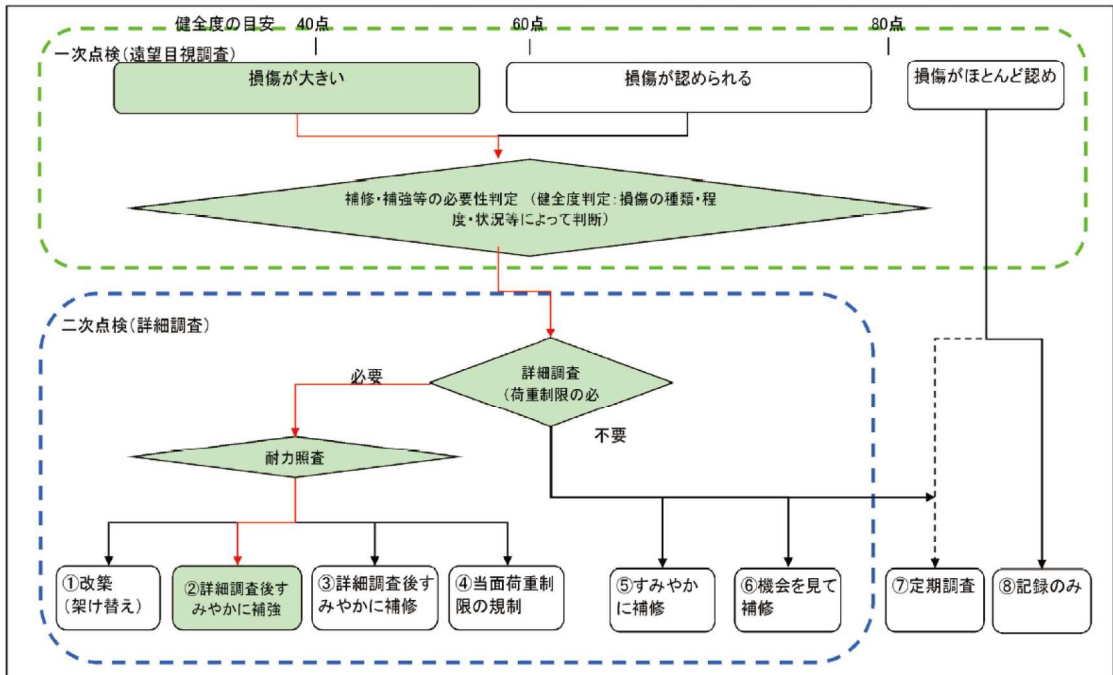 健全度の目安
40点
60点
80点
一次点検(遠望目視調査)
損傷が大きい
損傷が認められる
損傷がほとんど認め
補修・補強等の必要性判定 (健全度判定:損傷の種類・程
度・状況等によって判断)
二次点検(詳細調査)
必要
詳細調査
(荷重制限の必
不要
耐力照査
①改築
(架け替え)
②詳細調査後す
みやかに補強
③詳細調査後す
みやかに補修
④当面荷重制
限の規制
⑤すみやか
に補修
⑥機会を見て
補修
⑦定期調査
⑧記録のみ